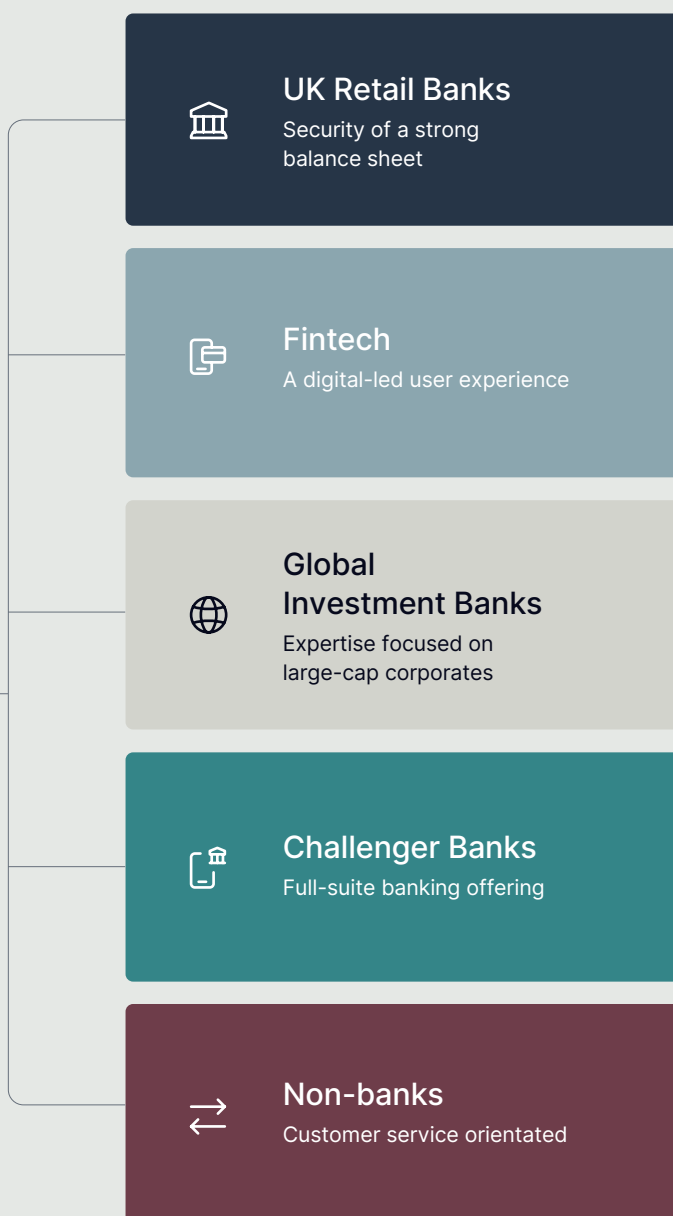 UK Retail Banks
Security of a strong
balance sheet
Fintech
A digital-led user experience
Global
Investment Banks
Expertise focused on
large-cap corporates
Challenger Banks
Full-suite banking offering
Non-banks
Customer service orientated